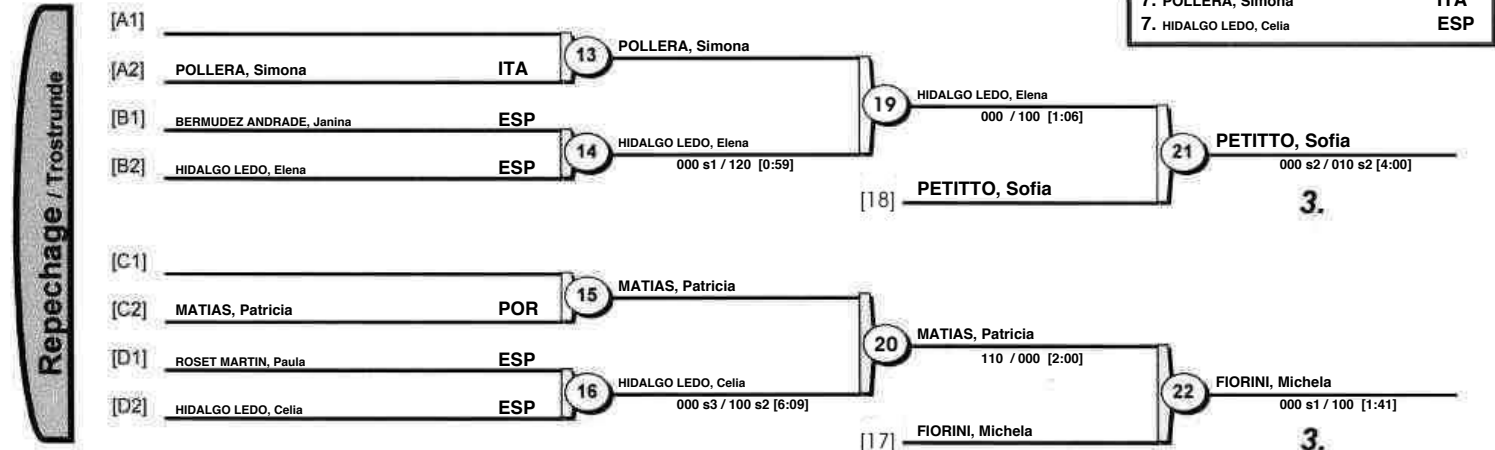 7. POLLERA, Simona ITA
7. HIDALGO LEDO, Celia ESP
Repechage / Trostrunde
[A1]
[A2] POLLERA, Simona ITA
13 POLLERA, Simona
[B1] BERMUDEZ ANDRADE, Janina ESP
[B2] HIDALGO LEDO, Elena ESP
14 HIDALGO LEDO, Elena
000 s1 / 120 [0:59]
19 HIDALGO LEDO, Elena
000 / 100 [1:06]
[18] PETITTO, Sofia
21 PETITTO, Sofia
000 s2 / 010 s2 [4:00]
3.
[C1]
[C2] MATIAS, Patricia POR
15 MATIAS, Patricia
[D1] ROSET MARTIN, Paula ESP
[D2] HIDALGO LEDO, Celia ESP
16 HIDALGO LEDO, Celia
000 s3 / 100 s2 [6:09]
20 MATIAS, Patricia
110 / 000 [2:00]
[17] FIORINI, Michela
22 FIORINI, Michela
000 s1 / 100 [1:41]
3.